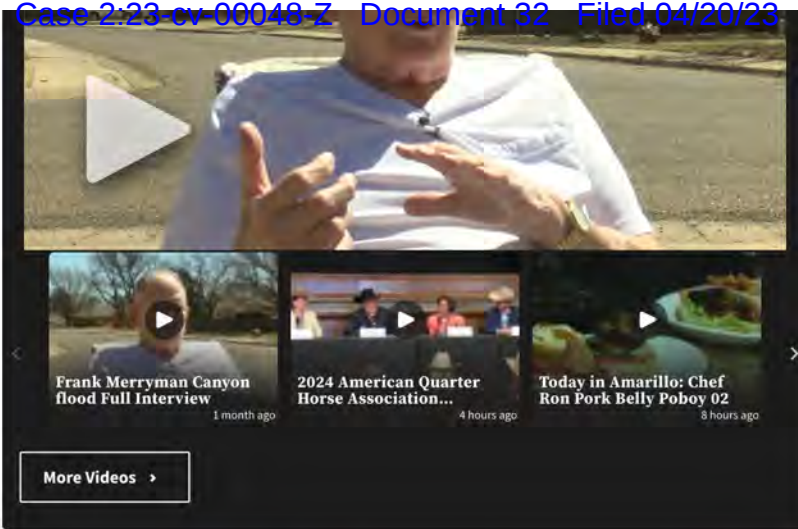 Case 2:23-cv-00048-Z Document 32 Filed 04/20/23
Frank Merryman Canyon
flood Full Interview
1 month ago
2024 American Quarter
Horse Association...
4 hours ago
Today in Amarillo: Chef
Ron Pork Belly Poboy 02
8 hours ago
More Videos ›